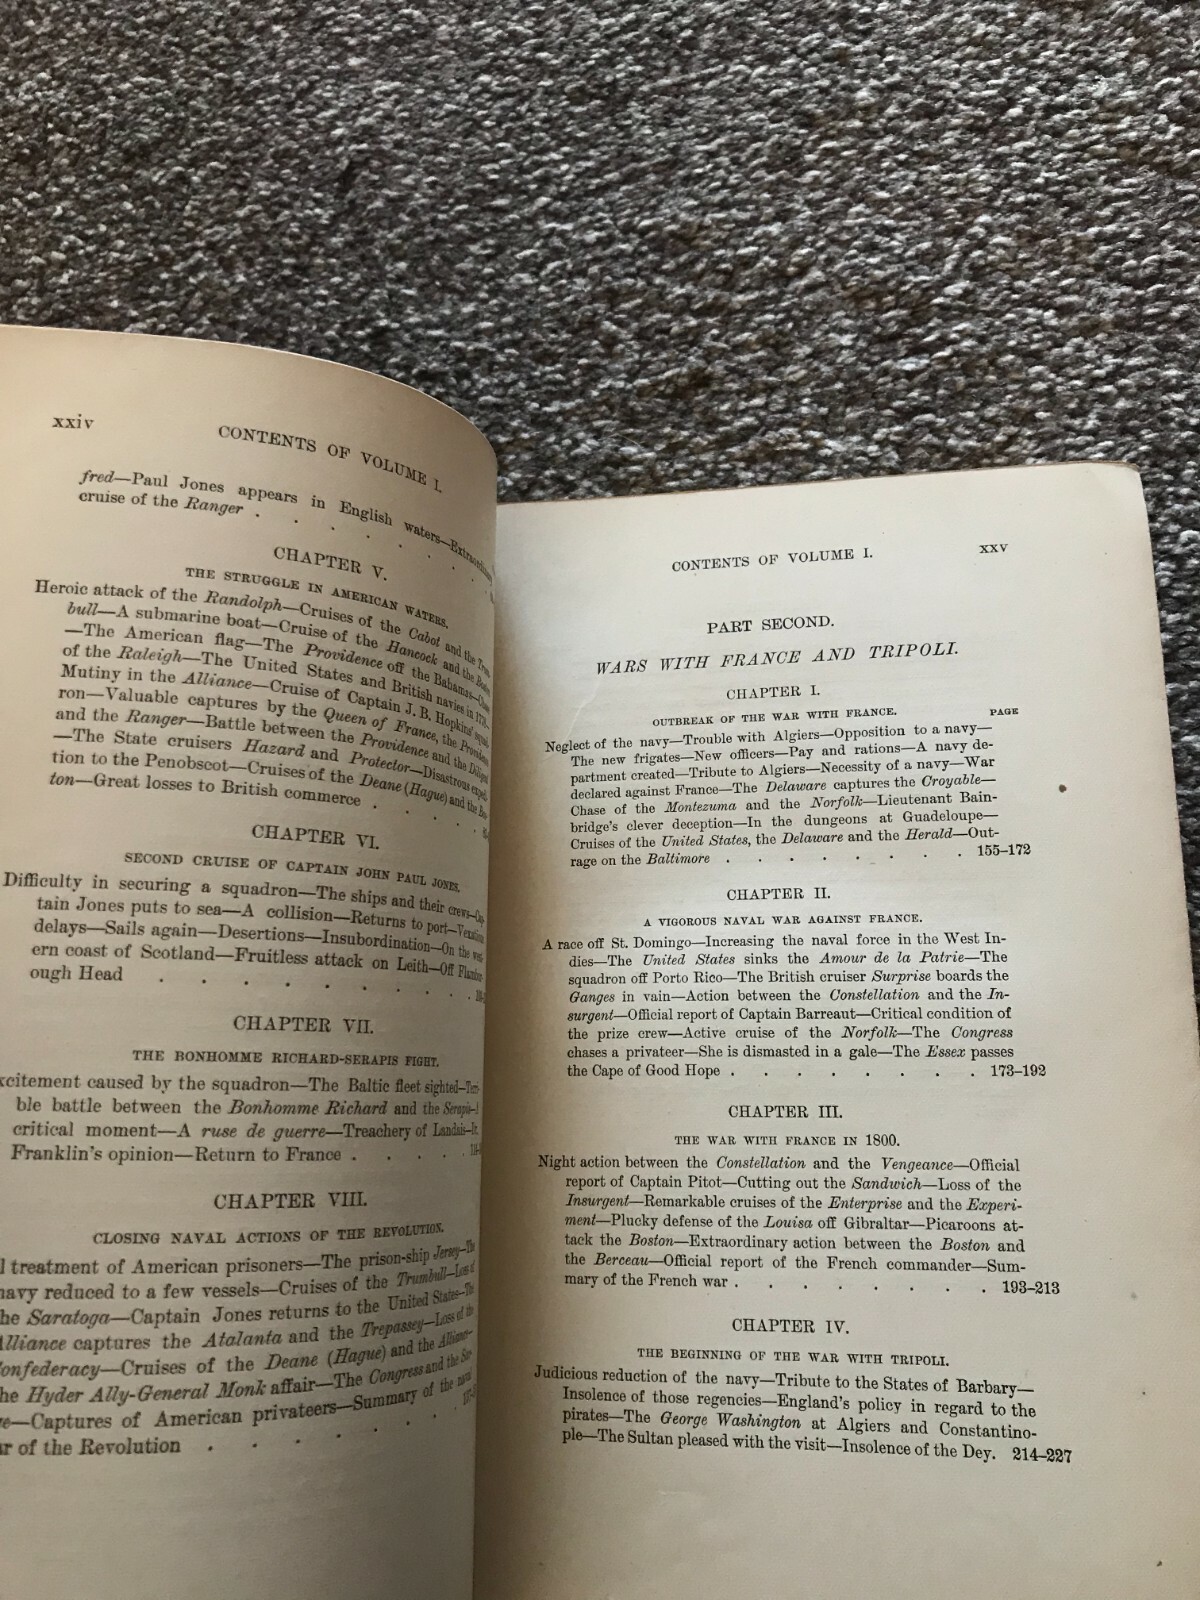 xxiv
CONTENTS OF VOLUME I.
fred—Paul Jones appears in English waters—Extraordinary
cruise of the Ranger . . . . . . .
CHAPTER V.
THE STRUGGLE IN AMERICAN WATERS.
Heroic attack of the Randolph—Cruises of the Cabot and the Trum-
bull—A submarine boat—Cruise of the Hancock and the Boston
—The American flag—The Providence off the Bahamas—Chase
of the Raleigh—The United States and British navies in 1778—
Mutiny in the Alliance—Cruise of Captain J. B. Hopkins' squad-
ron—Valuable captures by the Queen of France, the Providence
and the Ranger—Battle between the Providence and the Diligent
—The State cruisers Hazard and Protector—Disastrous expedi-
tion to the Penobscot—Cruises of the Deane (Hague) and the Bos-
ton—Great losses to British commerce . . . . .
CHAPTER VI.
SECOND CRUISE OF CAPTAIN JOHN PAUL JONES.
Difficulty in securing a squadron—The ships and their crews—Cap-
tain Jones puts to sea—A collision—Returns to port—Vexatious
delays—Sails again—Desertions—Insubordination—On the west-
ern coast of Scotland—Fruitless attack on Leith—Off Flambor-
ough Head . . . . . . . . . .
CHAPTER VII.
THE BONHOMME RICHARD-SERAPIS FIGHT.
xcitement caused by the squadron—The Baltic fleet sighted—Terri-
ble battle between the Bonhomme Richard and the Serapis—
critical moment—A ruse de guerre—Treachery of Landais—
Franklin's opinion—Return to France . . . . .
CHAPTER VIII.
CLOSING NAVAL ACTIONS OF THE REVOLUTION.
l treatment of American prisoners—The prison-ship Jersey—The
navy reduced to a few vessels—Cruises of the Trumbull—Loss of
he Saratoga—Captain Jones returns to the United States—The
Alliance captures the Atalanta and the Trepassey—Loss of the
onfederacy—Cruises of the Deane (Hague) and the Alliance—
he Hyder Ally-General Monk affair—The Congress and the
e—Captures of American privateers—Summary of the naval
r of the Revolution . . . . . . .
CONTENTS OF VOLUME I.
xxv
PART SECOND.
WARS WITH FRANCE AND TRIPOLI.
CHAPTER I.
OUTBREAK OF THE WAR WITH FRANCE. PAGE
Neglect of the navy—Trouble with Algiers—Opposition to a navy—
The new frigates—New officers—Pay and rations—A navy de-
partment created—Tribute to Algiers—Necessity of a navy—War
declared against France—The Delaware captures the Croyable—
Chase of the Montezuma and the Norfolk—Lieutenant Bain-
bridge's clever deception—In the dungeons at Guadeloupe—
Cruises of the United States, the Delaware and the Herald—Out-
rage on the Baltimore . . . . . . . . 155–172
CHAPTER II.
A VIGOROUS NAVAL WAR AGAINST FRANCE.
A race off St. Domingo—Increasing the naval force in the West In-
dies—The United States sinks the Amour de la Patrie—The
squadron off Porto Rico—The British cruiser Surprise boards the
Ganges in vain—Action between the Constellation and the In-
surgent—Official report of Captain Barreaut—Critical condition of
the prize crew—Active cruise of the Norfolk—The Congress
chases a privateer—She is dismasted in a gale—The Essex passes
the Cape of Good Hope . . . . . . . . 173–192
CHAPTER III.
THE WAR WITH FRANCE IN 1800.
Night action between the Constellation and the Vengeance—Official
report of Captain Pitot—Cutting out the Sandwich—Loss of the
Insurgent—Remarkable cruises of the Enterprise and the Experi-
ment—Plucky defense of the Louisa off Gibraltar—Picaroons at-
tack the Boston—Extraordinary action between the Boston and
the Berceau—Official report of the French commander—Sum-
mary of the French war . . . . . . . . 193–213
CHAPTER IV.
THE BEGINNING OF THE WAR WITH TRIPOLI.
Judicious reduction of the navy—Tribute to the States of Barbary—
Insolence of those regencies—England's policy in regard to the
pirates—The George Washington at Algiers and Constantino-
ple—The Sultan pleased with the visit—Insolence of the Dey. 214–227